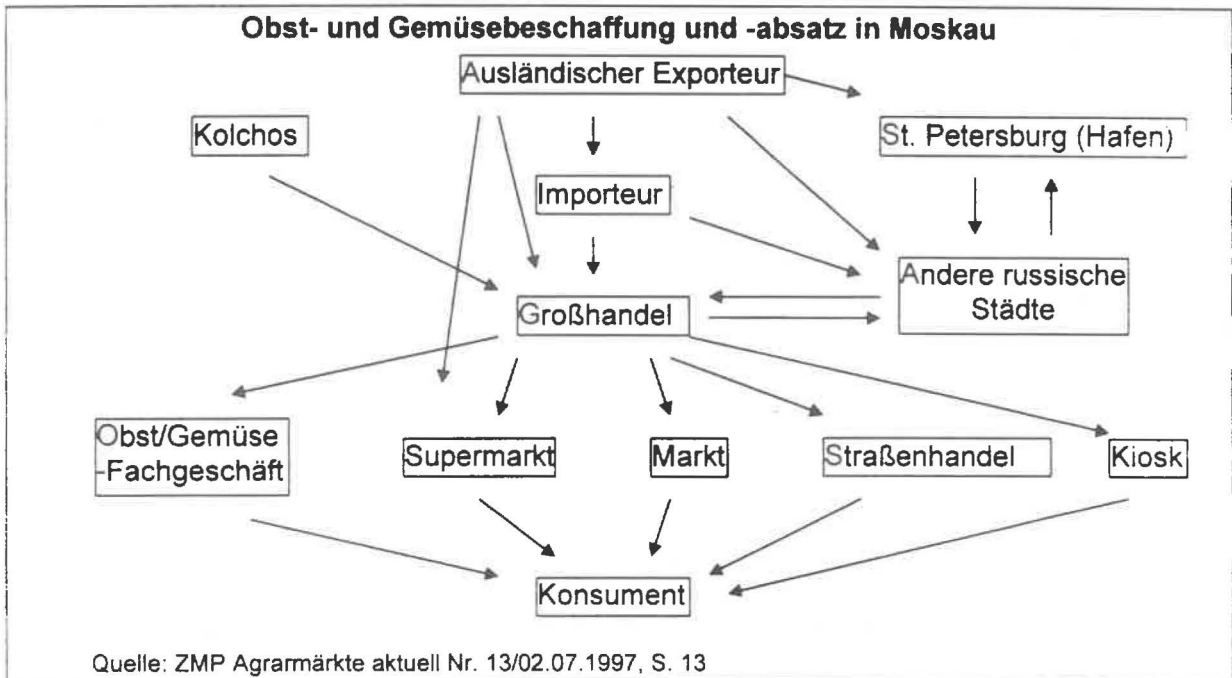 Obst- und Gemüsebeschaffung und -absatz in Moskau
Ausländischer Exporteur
Kolchos
St. Petersburg (Hafen)
Importeur
Andere russische
Städte
Großhandel
Obst/Gemüse
-Fachgeschäft
Supermarkt
Markt
Straßenhandel
Kiosk
Konsument
Quelle: ZMP Agrarmärkte aktuell Nr. 13/02.07.1997, S. 13